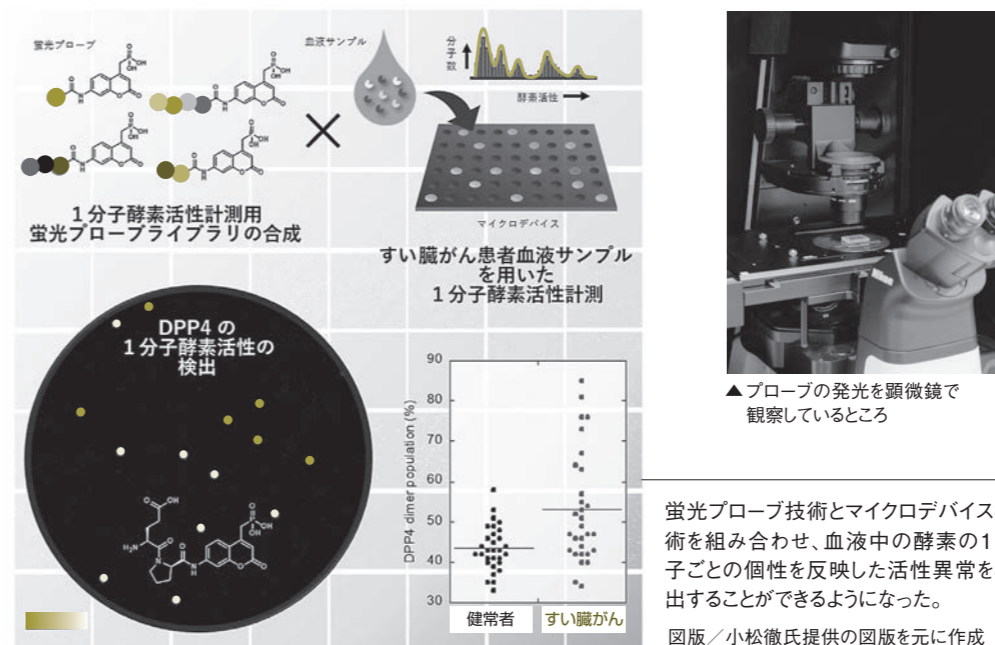 蛍光プローブ
血液サンプル
分子数
酵素活性
マイクロデバイス
1分子酵素活性計測用
蛍光プローブライブラリの合成
すい臓がん患者血液サンプル
を用いた
1分子酵素活性計測
DPP4 の
1分子酵素活性の
検出
DPP4 dimer population (%)
90
80
70
60
50
40
30
健常者
すい臓がん
▲プローブの発光を顕微鏡で
観察しているところ
Nikon
蛍光プローブ技術とマイクロデバイス
術を組み合わせ、血液中の酵素の1
子ごとの個性を反映した活性異常を
出することができるようになった。
図版／小松徹氏提供の図版を元に作成